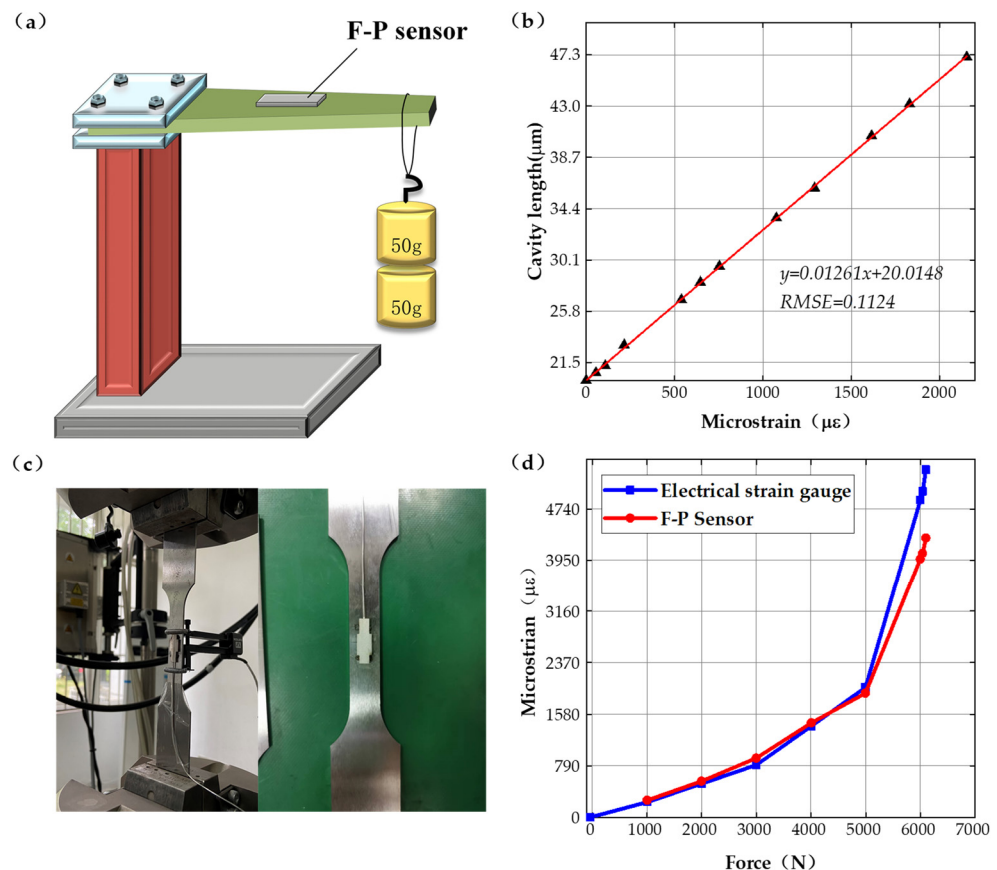 (a)
F-P sensor
50g
50g
(b)
47.3
43.0
38.7
34.4
30.1
25.8
21.5
Cavity length(μm)
y=0.01261x+20.0148
RMSE=0.1124
0 500 1000 1500 2000
Microstrain (με)
(c)
(d)
Electrical strain gauge
F-P Sensor
4740
3950
3160
2370
1580
790
0
Microstrian (με)
0 1000 2000 3000 4000 5000 6000 7000
Force (N)